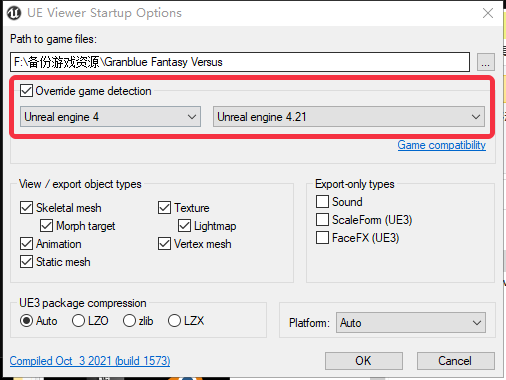 UE Viewer Startup Options
Path to game files:
F:\备份游戏资源\Granblue Fantasy Versus
...
Override game detection
Unreal engine 4 Unreal engine 4.21
Game compatibility
View / export object types Export-only types
Skeletal mesh Texture Sound
Morph target Lightmap ScaleForm (UE3)
Animation Vertex mesh FaceFX (UE3)
Static mesh
UE3 package compression
Auto LZO zlib LZX Platform: Auto
Compiled Oct 3 2021 (build 1573) OK Cancel